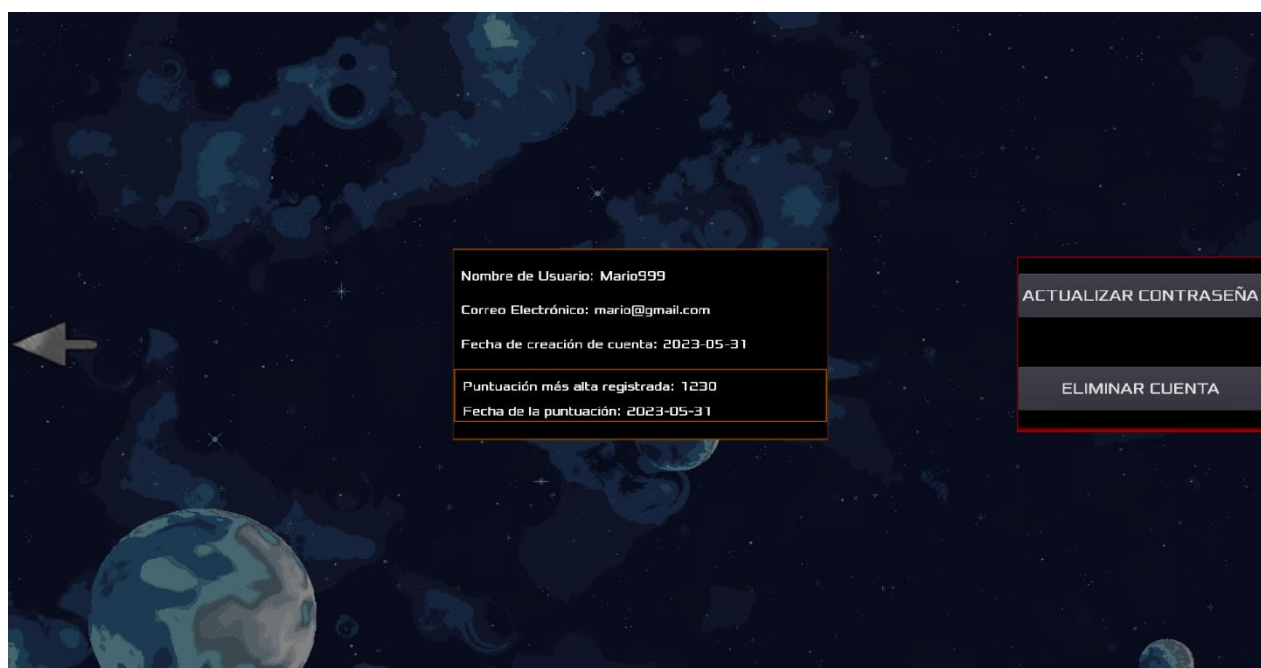 Nombre de Usuario: Mario999
Correo Electrónico: mario@gmail.com
Fecha de creación de cuenta: 2023-05-31
Puntuación más alta registrada: 1230
Fecha de la puntuación: 2023-05-31
ACTUALIZAR CONTRASEÑA
ELIMINAR CUENTA